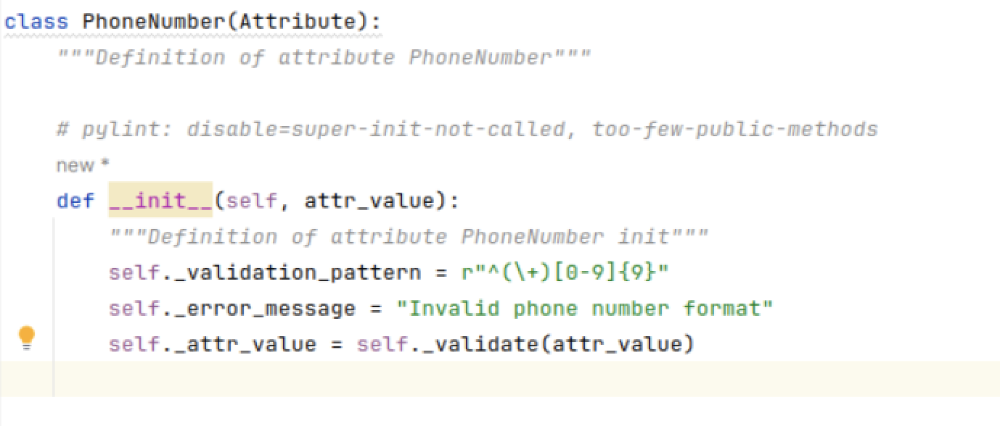 class PhoneNumber(Attribute):
    """Definition of attribute PhoneNumber"""
    # pylint: disable=super-init-not-called, too-few-public-methods
    new *
    def __init__(self, attr_value):
        """Definition of attribute PhoneNumber init"""
        self._validation_pattern = r"^(\+)[0-9]{9}"
        self._error_message = "Invalid phone number format"
        self._attr_value = self._validate(attr_value)